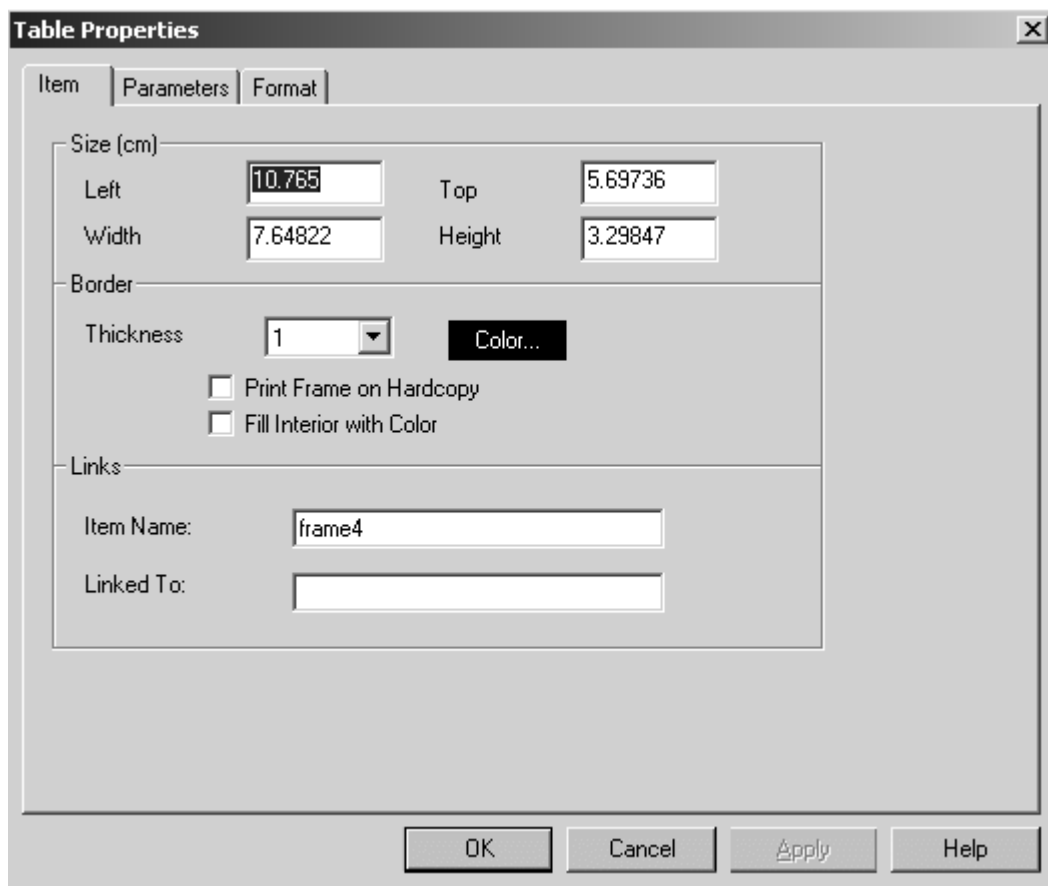 Table Properties
Item Parameters Format
Size (cm)
Left 10.765 Top 5.69736
Width 7.64822 Height 3.29847
Border
Thickness 1 Color...
Print Frame on Hardcopy
Fill Interior with Color
Links
Item Name: frame4
Linked To:
OK Cancel Apply Help